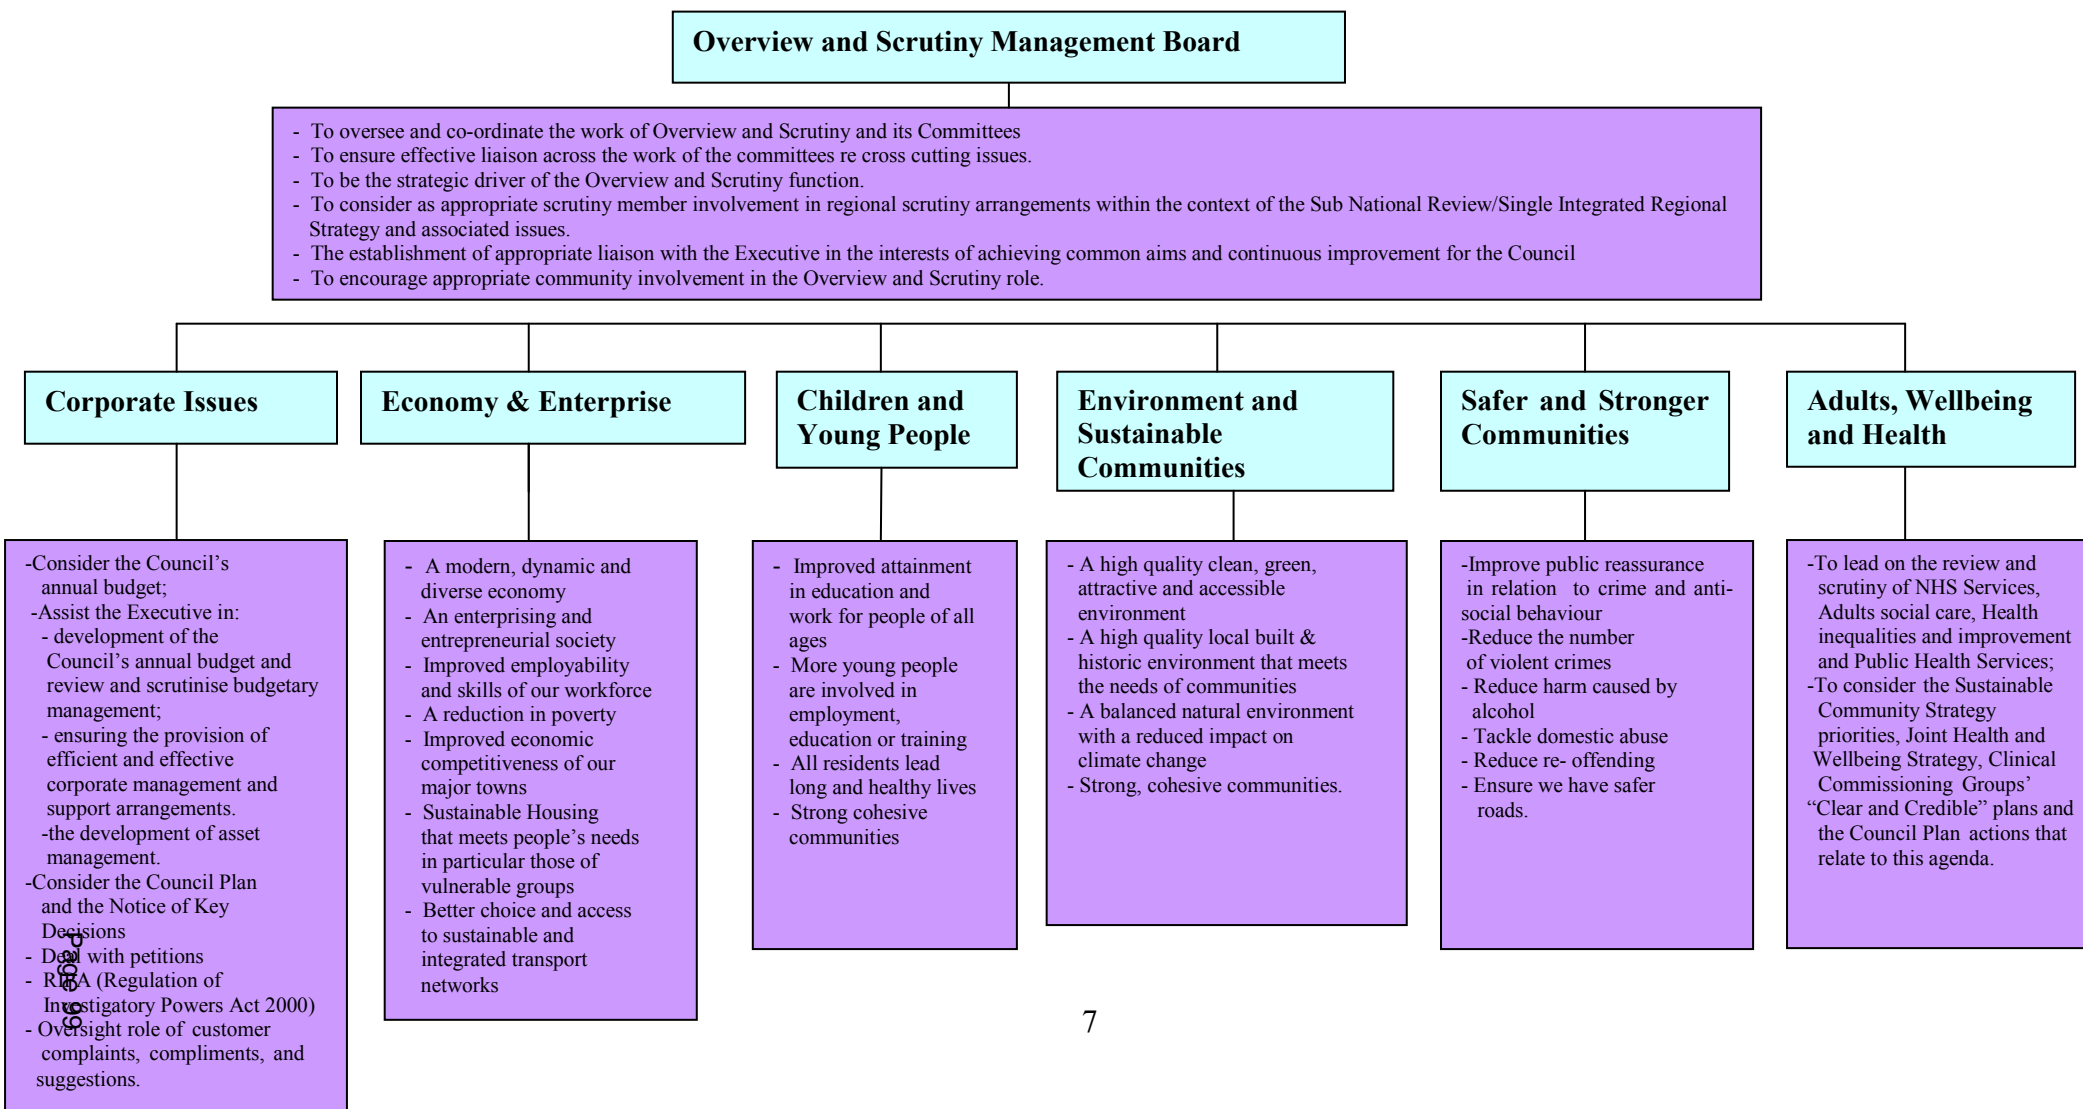 Overview and Scrutiny Management Board
- To oversee and co-ordinate the work of Overview and Scrutiny and its Committees
- To ensure effective liaison across the work of the committees re cross cutting issues.
- To be the strategic driver of the Overview and Scrutiny function.
- To consider as appropriate scrutiny member involvement in regional scrutiny arrangements within the context of the Sub National Review/Single Integrated Regional
Strategy and associated issues.
- The establishment of appropriate liaison with the Executive in the interests of achieving common aims and continuous improvement for the Council
- To encourage appropriate community involvement in the Overview and Scrutiny role.
Corporate Issues
-Consider the Council’s
annual budget;
-Assist the Executive in:
- development of the
Council’s annual budget and
review and scrutinise budgetary
management;
- ensuring the provision of
efficient and effective
corporate management and
support arrangements.
-the development of asset
management.
-Consider the Council Plan
and the Notice of Key
Decisions
- Deal with petitions
- RIPA (Regulation of
Investigatory Powers Act 2000)
- Oversight role of customer
complaints, compliments, and
suggestions.
Economy & Enterprise
- A modern, dynamic and
diverse economy
- An enterprising and
entrepreneurial society
- Improved employability
and skills of our workforce
- A reduction in poverty
- Improved economic
competitiveness of our
major towns
- Sustainable Housing
that meets people’s needs
in particular those of
vulnerable groups
- Better choice and access
to sustainable and
integrated transport
networks
Children and
Young People
- Improved attainment
in education and
work for people of all
ages
- More young people
are involved in
employment,
education or training
- All residents lead
long and healthy lives
- Strong cohesive
communities
Environment and
Sustainable
Communities
- A high quality clean, green,
attractive and accessible
environment
- A high quality local built &
historic environment that meets
the needs of communities
- A balanced natural environment
with a reduced impact on
climate change
- Strong, cohesive communities.
Safer and Stronger
Communities
-Improve public reassurance
in relation to crime and anti-
social behaviour
-Reduce the number
of violent crimes
- Reduce harm caused by
alcohol
- Tackle domestic abuse
- Reduce re- offending
- Ensure we have safer
roads.
Adults, Wellbeing
and Health
-To lead on the review and
scrutiny of NHS Services,
Adults social care, Health
inequalities and improvement
and Public Health Services;
-To consider the Sustainable
Community Strategy
priorities, Joint Health and
Wellbeing Strategy, Clinical
Commissioning Groups’
“Clear and Credible” plans and
the Council Plan actions that
relate to this agenda.
Page 99
7